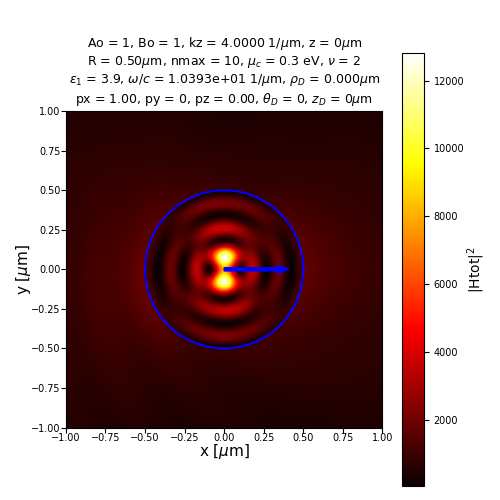 Ao = 1, Bo = 1, kz = 4.0000 1/μm, z = 0μm
R = 0.50μm, nmax = 10, μ_c = 0.3 eV, ν = 2
ε₁ = 3.9, ω/c = 1.0393e+01 1/μm, ρ_D = 0.000μm
px = 1.00, py = 0, pz = 0.00, θ_D = 0, z_D = 0μm
1.00
0.75
0.50
0.25
0.00
−0.25
−0.50
−0.75
−1.00
y [μm]
−1.00 −0.75 −0.50 −0.25 0.00 0.25 0.50 0.75 1.00
x [μm]
12000
10000
8000
6000
4000
2000
|Htot|²